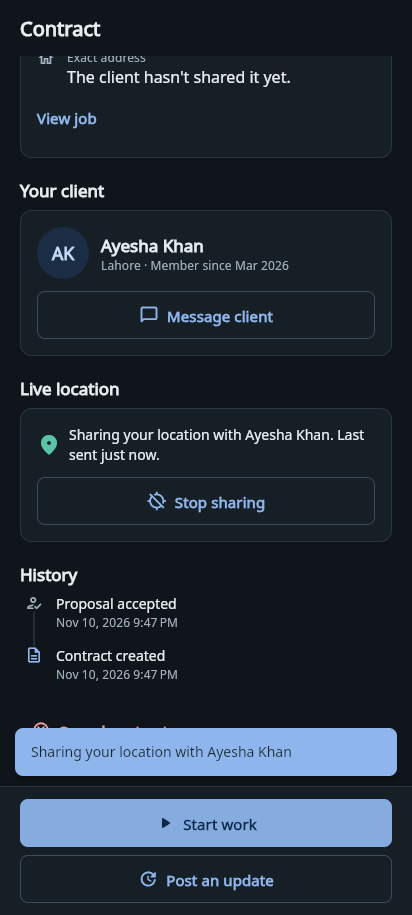 Contract
Exact address
The client hasn't shared it yet.
View job
Your client
AK
Ayesha Khan
Lahore · Member since Mar 2026
Message client
Live location
Sharing your location with Ayesha Khan. Last
sent just now.
Stop sharing
History
Proposal accepted
Nov 10, 2026 9:47 PM
Contract created
Nov 10, 2026 9:47 PM
Sharing your location with Ayesha Khan
Start work
Post an update